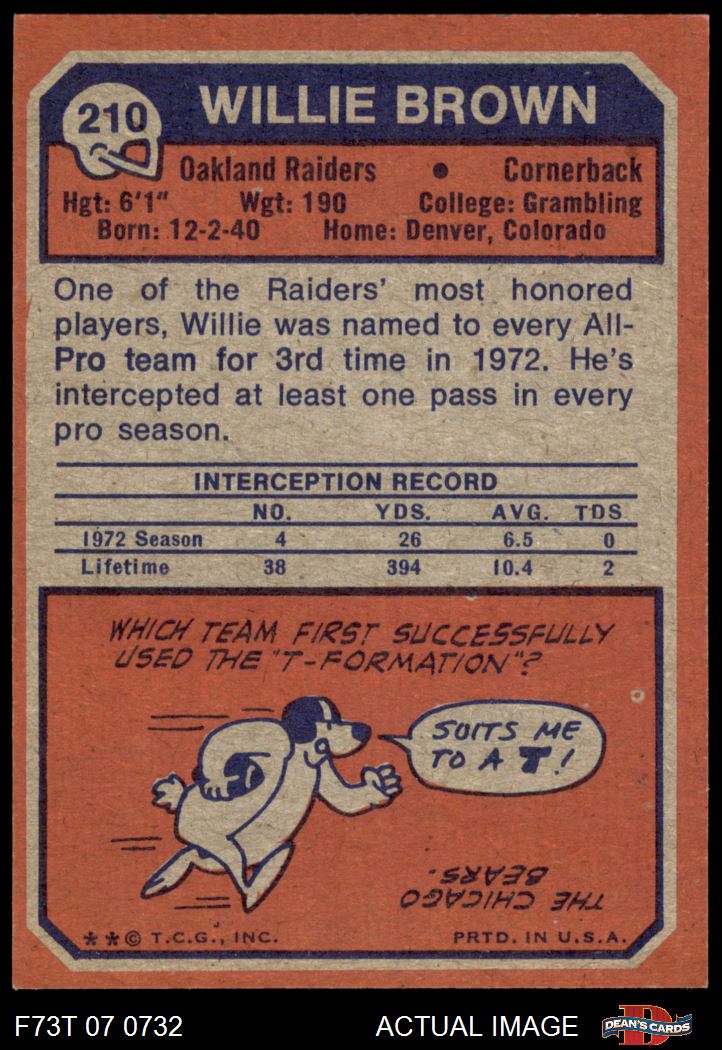 210
WILLIE BROWN
Oakland Raiders • Cornerback
Hgt: 6'1" Wgt: 190 College: Grambling
Born: 12-2-40 Home: Denver, Colorado
One of the Raiders' most honored
players, Willie was named to every All-
Pro team for 3rd time in 1972. He's
intercepted at least one pass in every
pro season.
INTERCEPTION RECORD
NO. YDS. AVG. TDS
1972 Season 4 26 6.5 0
Lifetime 38 394 10.4 2
WHICH TEAM FIRST SUCCESSFULLY
USED THE "T-FORMATION"?
SUITS ME
TO A T!
THE CHICAGO
BEARS.
**© T.C.G., INC. PRTD. IN U.S.A.
F73T 07 0732 ACTUAL IMAGE
D
DEAN'S CARDS